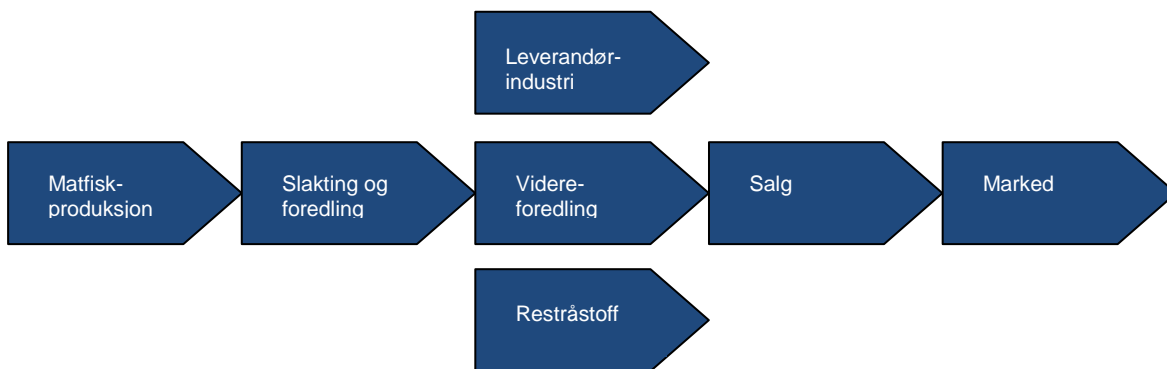 Leverandør-
industri
Matfisk-
produksjon
Slakting og
foredling
Videre-
foredling
Salg
Marked
Restråstoff